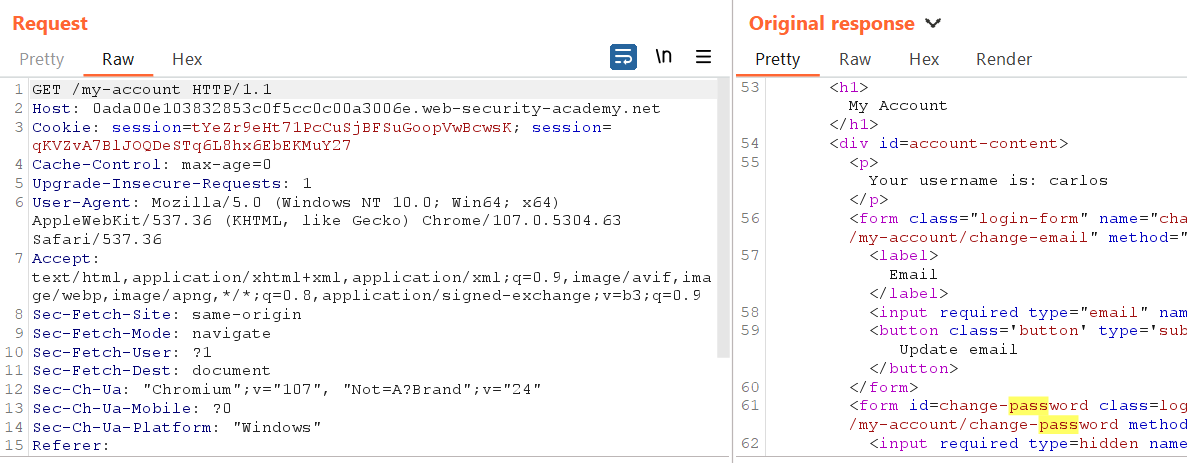 Request
Pretty Raw Hex \n
1 GET /my-account HTTP/1.1
2 Host: 0ada00e103832853c0f5cc0c00a3006e.web-security-academy.net
3 Cookie: session=tYeZr9eHt71PcCuSjBFSuGoopVwBcwsK; session=
qKVZvA7BlJOQDeSTq6L8hx6EbEKMuY27
4 Cache-Control: max-age=0
5 Upgrade-Insecure-Requests: 1
6 User-Agent: Mozilla/5.0 (Windows NT 10.0; Win64; x64)
AppleWebKit/537.36 (KHTML, like Gecko) Chrome/107.0.5304.63
Safari/537.36
7 Accept:
text/html,application/xhtml+xml,application/xml;q=0.9,image/avif,ima
ge/webp,image/apng,*/*;q=0.8,application/signed-exchange;v=b3;q=0.9
8 Sec-Fetch-Site: same-origin
9 Sec-Fetch-Mode: navigate
10 Sec-Fetch-User: ?1
11 Sec-Fetch-Dest: document
12 Sec-Ch-Ua: "Chromium";v="107", "Not=A?Brand";v="24"
13 Sec-Ch-Ua-Mobile: ?0
14 Sec-Ch-Ua-Platform: "Windows"
15 Referer:
Original response
Pretty Raw Hex Render
53 <h1>
My Account
</h1>
54 <div id=account-content>
55 <p>
Your username is: carlos
</p>
56 <form class="login-form" name="cha
/my-account/change-email" method="
57 <label>
Email
</label>
58 <input required type="email" nam
59 <button class='button' type='sub
Update email
</button>
60 </form>
61 <form id=change-password class=log
/my-account/change-password method
62 <input required type=hidden name